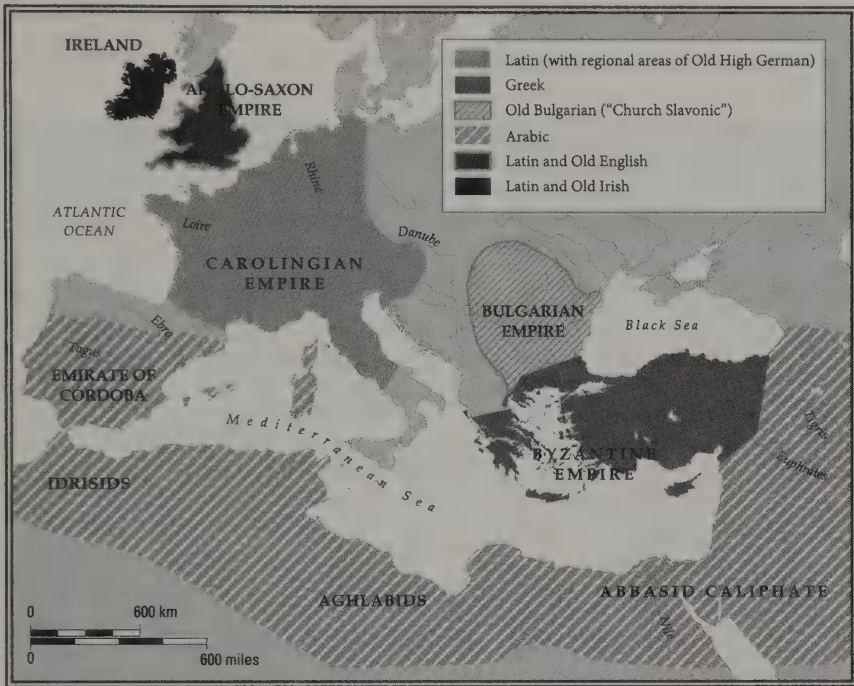 IRELAND
ANGLO-SAXON
EMPIRE
Latin (with regional areas of Old High German)
Greek
Old Bulgarian (“Church Slavonic”)
Arabic
Latin and Old English
Latin and Old Irish
Rhine
ATLANTIC
OCEAN
Loire
Danube
CAROLINGIAN
EMPIRE
BULGARIAN
EMPIRE
Black Sea
Ebro
Tagus
EMIRATE OF
CÓRDOBA
Mediterranean Sea
Tigris
Euphrates
BYZANTINE
EMPIRE
IDRISIDS
AGHLABIDS
ABBASID CALIPHATE
Nile
0 600 km
0 600 miles